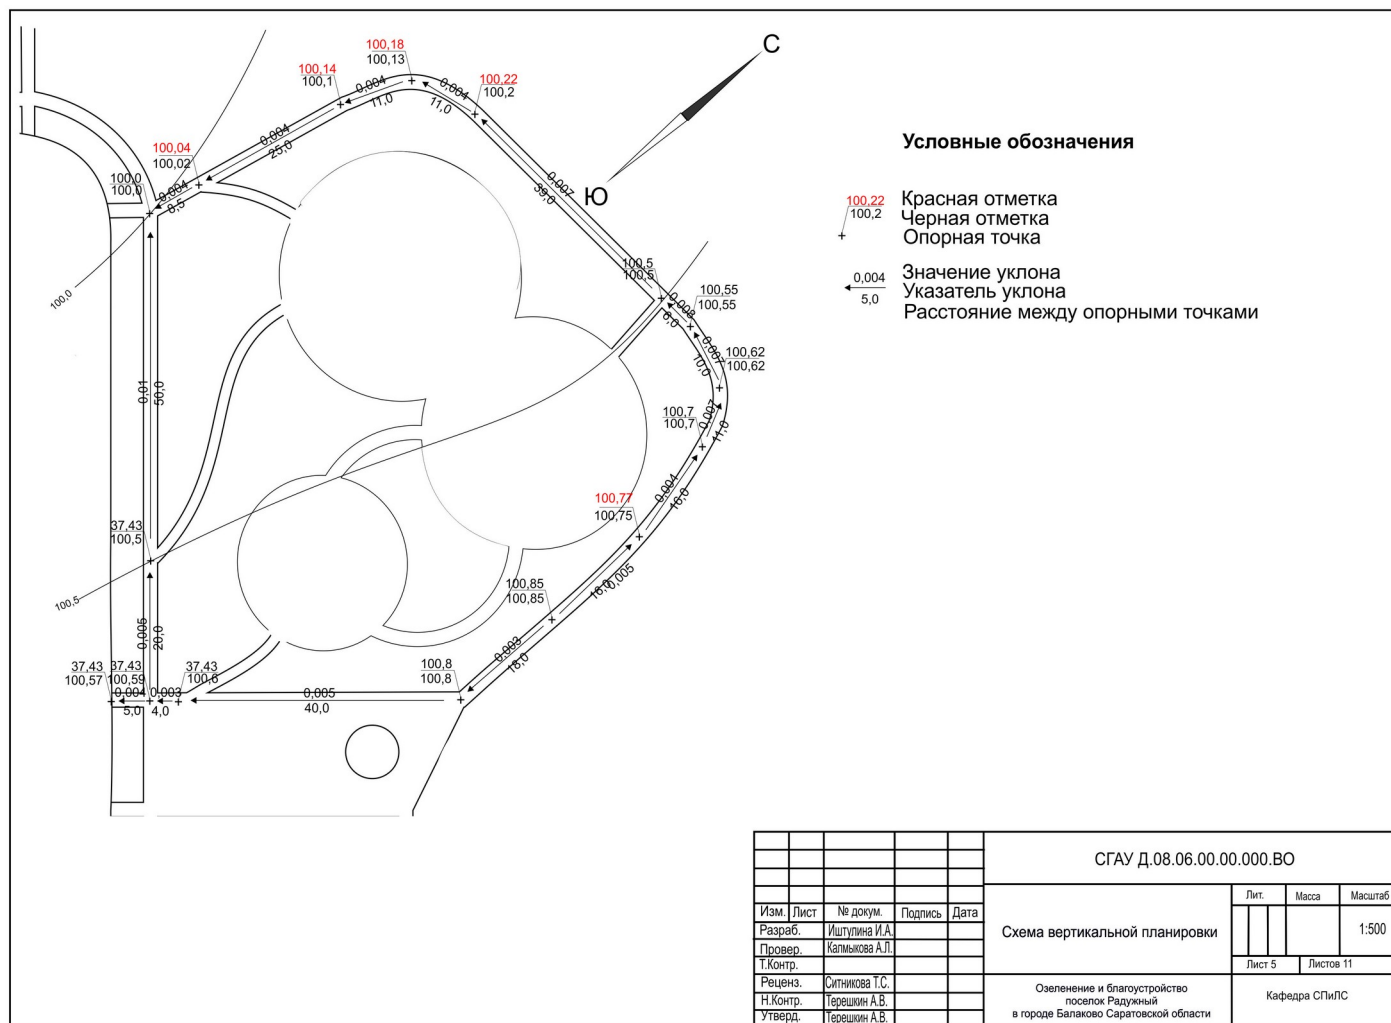 100,18
100,13
100,14
100,1
0,004
11,0
0,004
11,0
100,22
100,2
С
0,004
25,0
100,04
100,02
100,0
100,0
0,004
8,5
0,007
39,0
Ю
100,0
100,5
100,5
0,008
6,0
100,55
100,55
0,007
10,0
100,62
100,62
0,01
50,0
100,7
100,7
0,007
11,0
0,004
16,0
100,77
100,75
37,43
100,5
100,5
0,005
16,0
100,85
100,85
0,005
20,0
0,003
18,0
37,43
100,57
37,43
100,59
37,43
100,6
100,8
100,8
0,004
5,0
0,003
4,0
0,005
40,0
Условные обозначения
100,22
100,2
Красная отметка
Черная отметка
Опорная точка
0,004
5,0
Значение уклона
Указатель уклона
Расстояние между опорными точками
СГАУ Д.08.06.00.00.000.ВО
Изм. Лист № докум. Подпись Дата
Разраб. Иштулина И.А.
Провер. Калмыкова А.Л.
Т.Контр.
Реценз. Ситникова Т.С.
Н.Контр. Терешкин А.В.
Утверд. Терешкин А.В.
Схема вертикальной планировки
Лит. Масса Масштаб
1:500
Лист 5 Листов 11
Озеленение и благоустройство
поселок Радужный
в городе Балаково Саратовской области
Кафедра СПиЛС